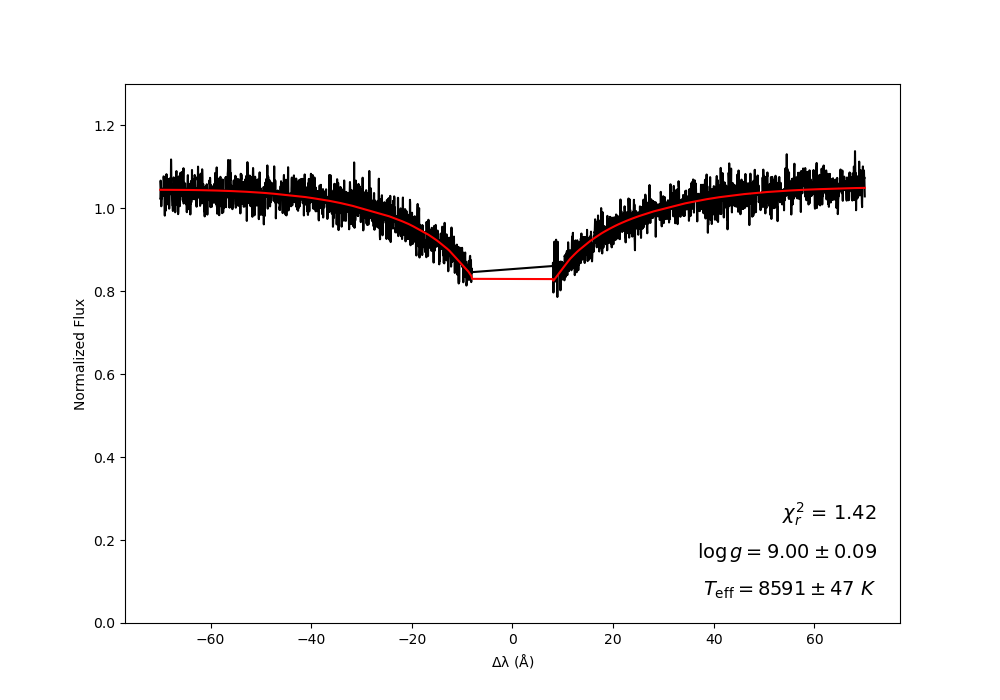 1.2
1.0
0.8
0.6
0.4
0.2
0.0
Normalized Flux
χ²ᵣ = 1.42
log g = 9.00 ± 0.09
T_eff = 8591 ± 47 K
−60 −40 −20 0 20 40 60
Δλ (Å)